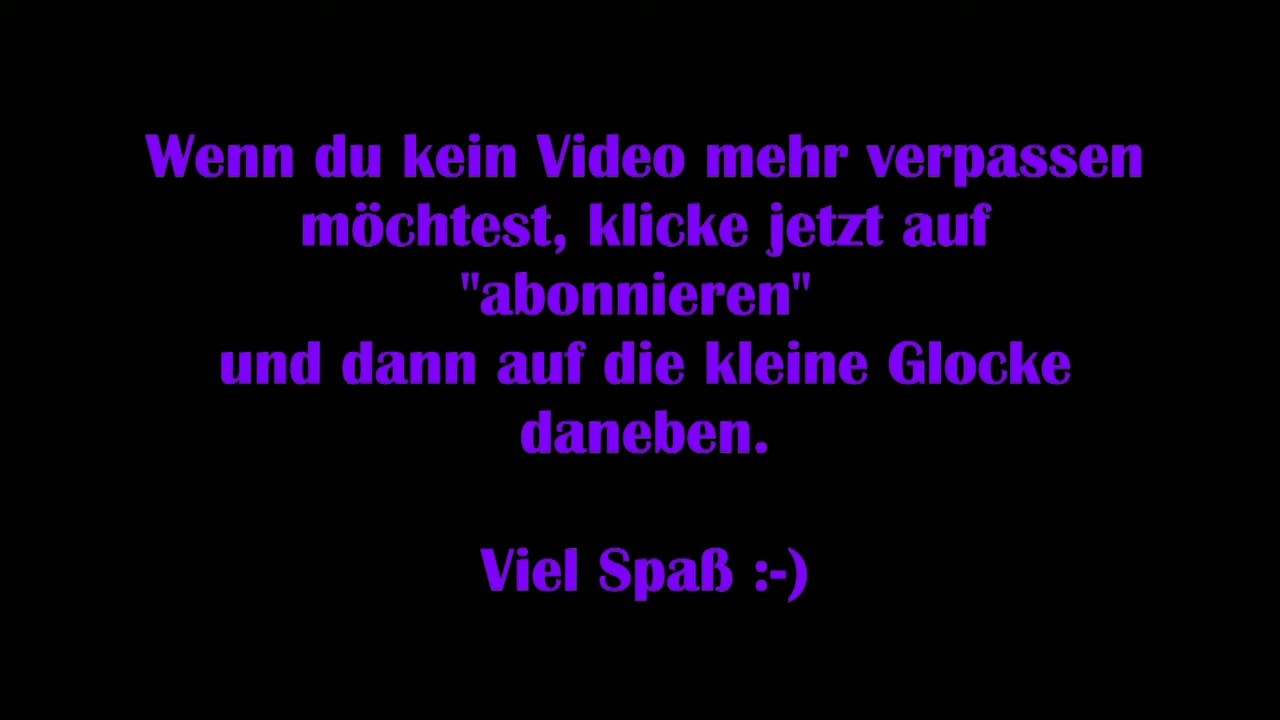 Wenn du kein Video mehr verpassen
möchtest, klicke jetzt auf
"abonnieren"
und dann auf die kleine Glocke
daneben.
Viel Spaß :-)